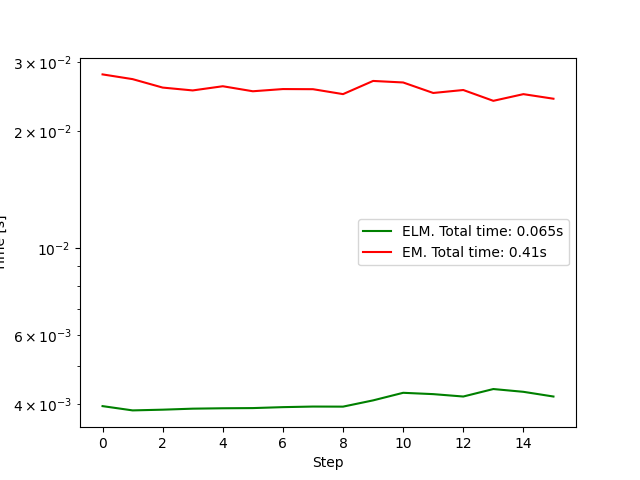 3 × 10⁻²
2 × 10⁻²
10⁻²
6 × 10⁻³
4 × 10⁻³
ELM. Total time: 0.065s
EM. Total time: 0.41s
0 2 4 6 8 10 12 14
Step